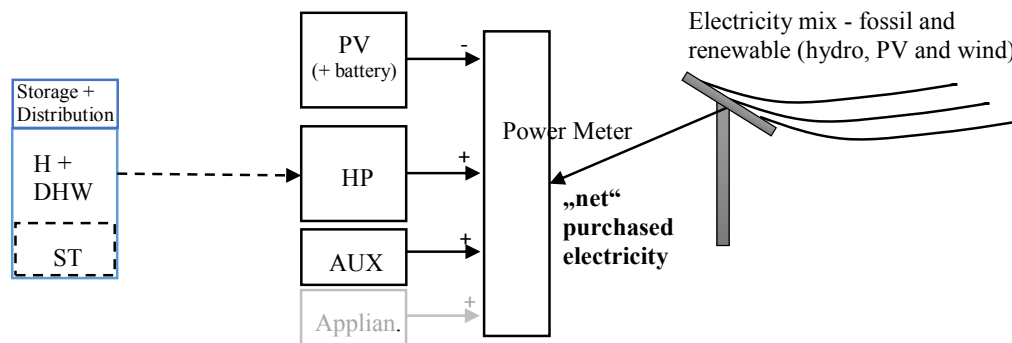 Electricity mix - fossil and
renewable (hydro, PV and wind)
PV
(+ battery)
-
Storage +
Distribution
H +
DHW
ST
HP
+
AUX
+
Applian.
+
Power Meter
„net“
purchased
electricity